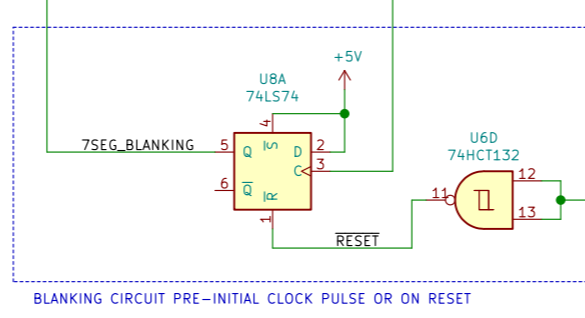 +5V
U8A
74LS74
4
7SEG_BLANKING
5
Q
S̅
D
2
C
3
6
Q̅
R̅
1
RESET
U6D
74HCT132
12
11
13
BLANKING CIRCUIT PRE-INITIAL CLOCK PULSE OR ON RESET